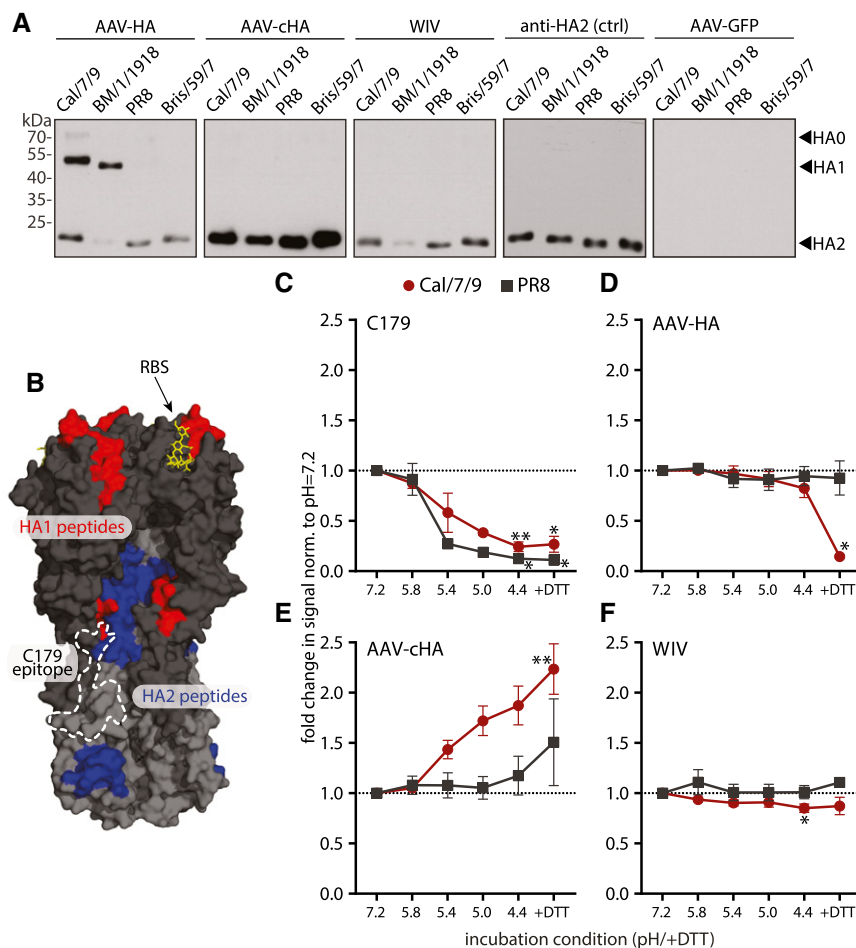 A
AAV-HA AAV-cHA WIV anti-HA2 (ctrl) AAV-GFP
Cal/7/9 BM/1/1918 PR8 Bris/59/7 Cal/7/9 BM/1/1918 PR8 Bris/59/7 Cal/7/9 BM/1/1918 PR8 Bris/59/7 Cal/7/9 BM/1/1918 PR8 Bris/59/7 Cal/7/9 BM/1/1918 PR8 Bris/59/7
kDa
70-
HA0
55-
HA1
40-
35-
25-
HA2
B
RBS
HA1 peptides
C179
epitope
HA2 peptides
Cal/7/9 PR8
C
C179
2.5
2.0
1.5
1.0
0.5
0.0
** *
* *
7.2 5.8 5.4 5.0 4.4 +DTT
D
AAV-HA
2.5
2.0
1.5
1.0
0.5
0.0
*
7.2 5.8 5.4 5.0 4.4 +DTT
fold change in signal norm. to pH=7.2
E
AAV-cHA
2.5
2.0
1.5
1.0
0.5
0.0
**
7.2 5.8 5.4 5.0 4.4 +DTT
F
WIV
2.5
2.0
1.5
1.0
0.5
0.0
*
7.2 5.8 5.4 5.0 4.4 +DTT
incubation condition (pH/+DTT)